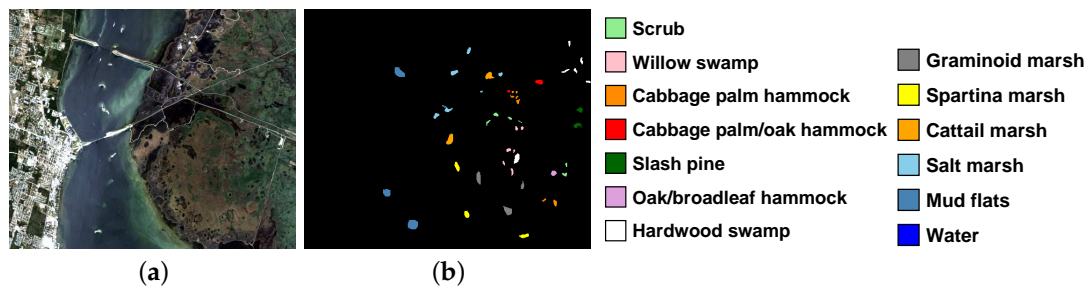 Scrub
Willow swamp
Cabbage palm hammock
Cabbage palm/oak hammock
Slash pine
Oak/broadleaf hammock
Hardwood swamp
Graminoid marsh
Spartina marsh
Cattail marsh
Salt marsh
Mud flats
Water
(a)
(b)